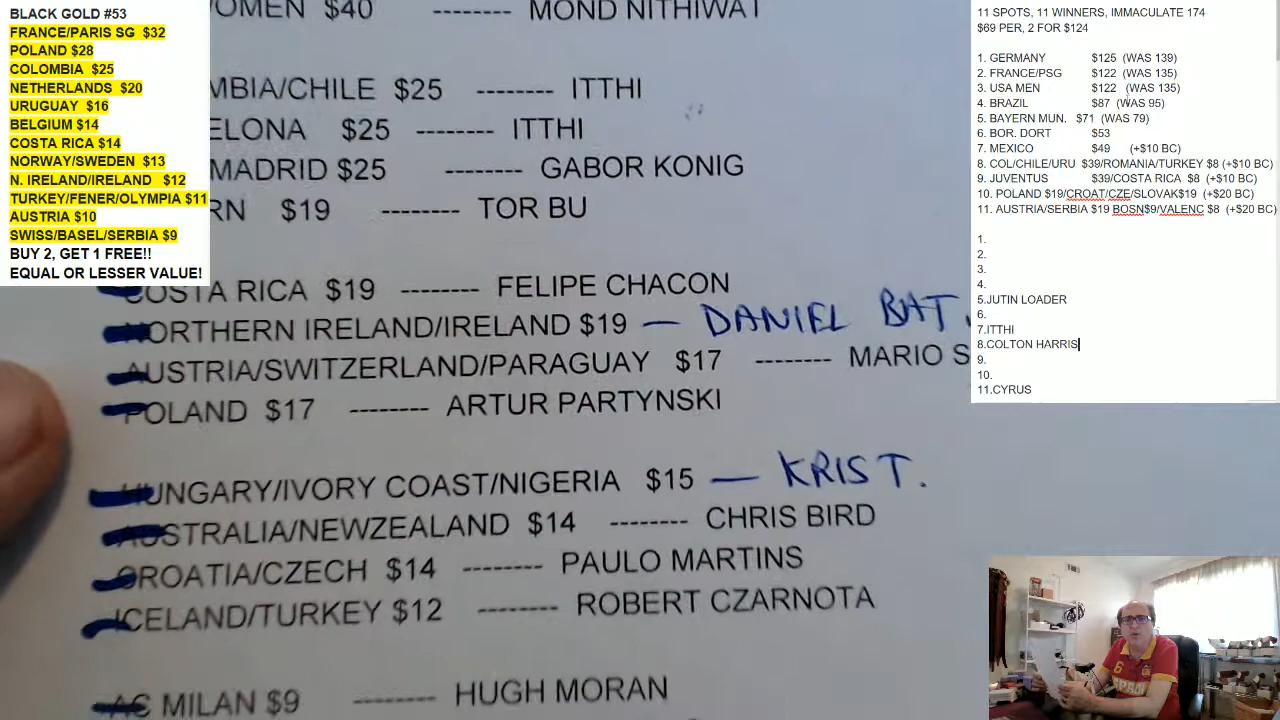 BLACK GOLD #53
FRANCE/PARIS SG $32
POLAND $28
COLOMBIA $25
NETHERLANDS $20
URUGUAY $16
BELGIUM $14
COSTA RICA $14
NORWAY/SWEDEN $13
N. IRELAND/IRELAND $12
TURKEY/FENER/OLYMPIA $11
AUSTRIA $10
SWISS/BASEL/SERBIA $9
BUY 2, GET 1 FREE!!
EQUAL OR LESSER VALUE!
OMEN $40 -------- MOND NITHIWAT
MBIA/CHILE $25 -------- ITTHI
ELONA $25 -------- ITTHI
MADRID $25 -------- GABOR KONIG
RN $19 -------- TOR BU
COSTA RICA $19 -------- FELIPE CHACON
NORTHERN IRELAND/IRELAND $19 — DANIEL BAT.
AUSTRIA/SWITZERLAND/PARAGUAY $17 -------- MARIO S
POLAND $17 -------- ARTUR PARTYNSKI
HUNGARY/IVORY COAST/NIGERIA $15 — KRIS T.
AUSTRALIA/NEWZEALAND $14 -------- CHRIS BIRD
CROATIA/CZECH $14 -------- PAULO MARTINS
ICELAND/TURKEY $12 -------- ROBERT CZARNOTA
AC MILAN $9 -------- HUGH MORAN
11 SPOTS, 11 WINNERS, IMMACULATE 174
$69 PER, 2 FOR $124
1. GERMANY $125 (WAS 139)
2. FRANCE/PSG $122 (WAS 135)
3. USA MEN $122 (WAS 135)
4. BRAZIL $87 (WAS 95)
5. BAYERN MUN. $71 (WAS 79)
6. BOR. DORT $53
7. MEXICO $49 (+$10 BC)
8. COL/CHILE/URU $39/ROMANIA/TURKEY $8 (+$10 BC)
9. JUVENTUS $39/COSTA RICA $8 (+$10 BC)
10. POLAND $19/CROAT/CZE/SLOVAK$19 (+$20 BC)
11. AUSTRIA/SERBIA $19 BOSN$9/VALENC $8 (+$20 BC)
1.
2.
3.
4.
5.JUTIN LOADER
6.
7.ITTHI
8.COLTON HARRIS
9.
10.
11.CYRUS
6